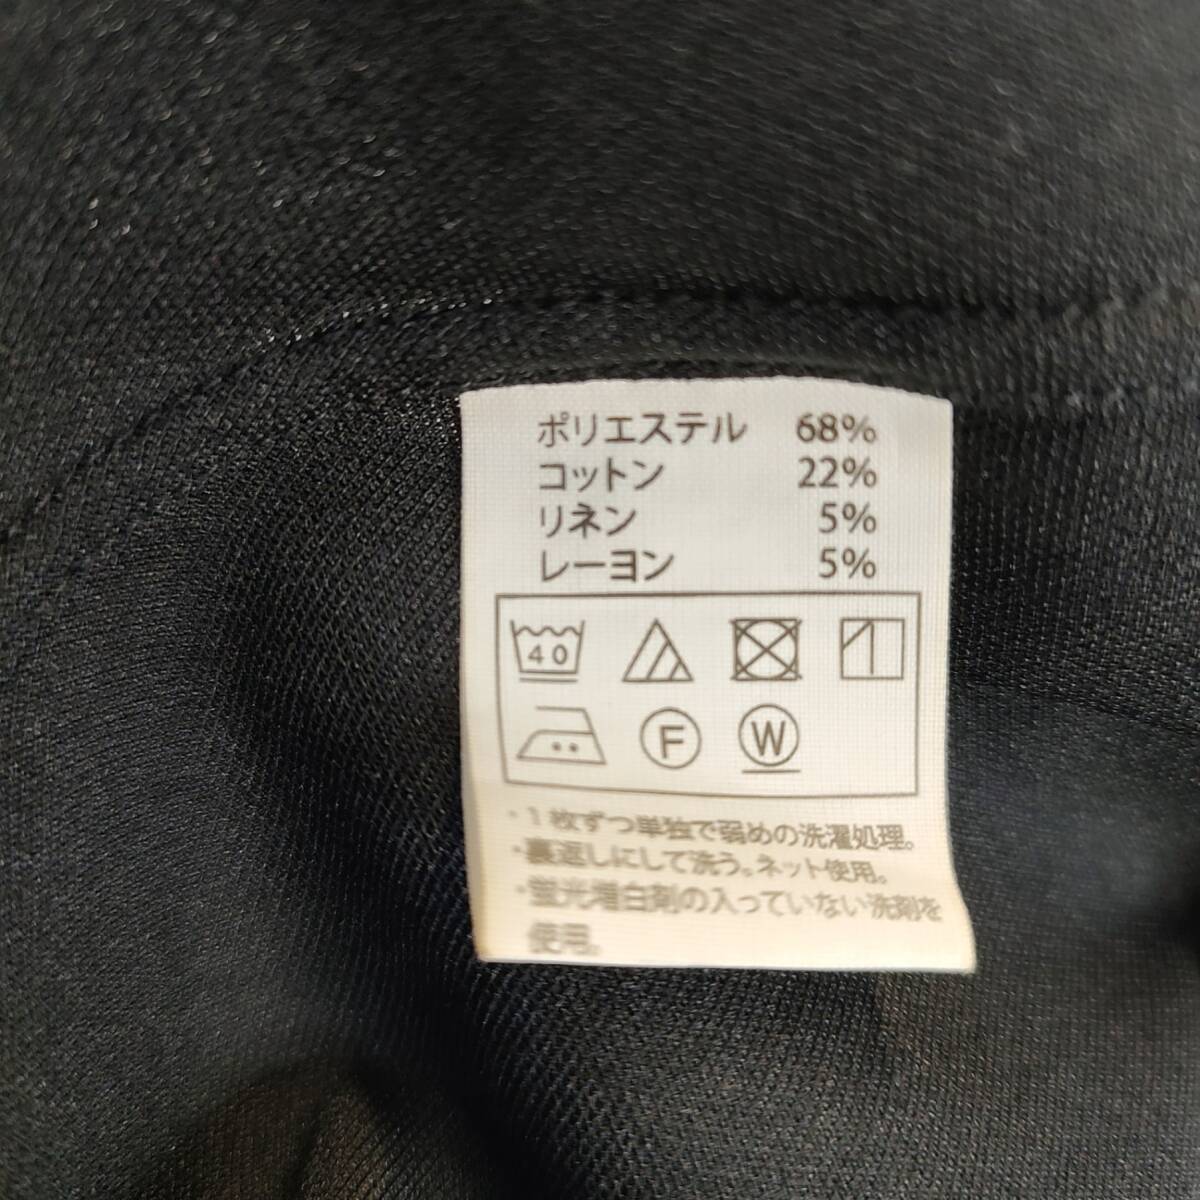 ポリエステル 68%
コットン 22%
リネン 5%
レーヨン 5%
40
F W
・1枚ずつ単独で弱めの洗濯処理。
・裏返しにして洗う。ネット使用。
・蛍光増白剤の入っていない洗剤を
使用。